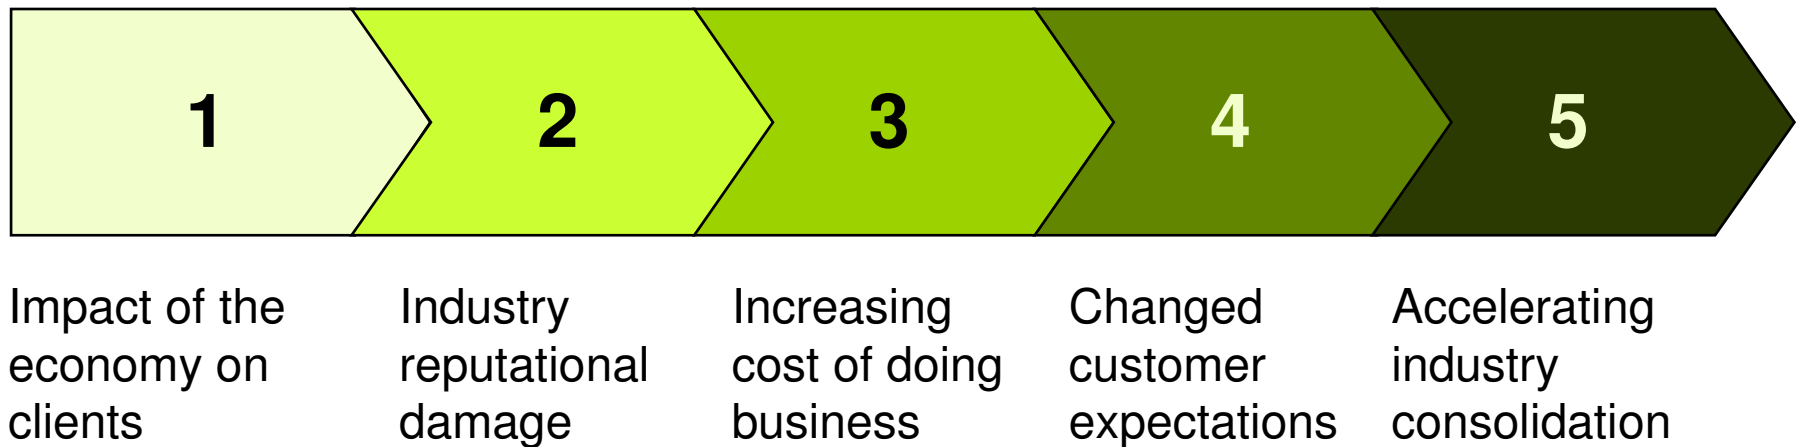 1
2
3
4
5
Impact of the
economy on
clients
Industry
reputational
damage
Increasing
cost of doing
business
Changed
customer
expectations
Accelerating
industry
consolidation